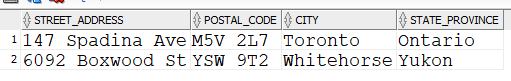 STREET_ADDRESS POSTAL_CODE CITY STATE_PROVINCE
1 147 Spadina Ave M5V 2L7 Toronto Ontario
2 6092 Boxwood St YSW 9T2 Whitehorse Yukon